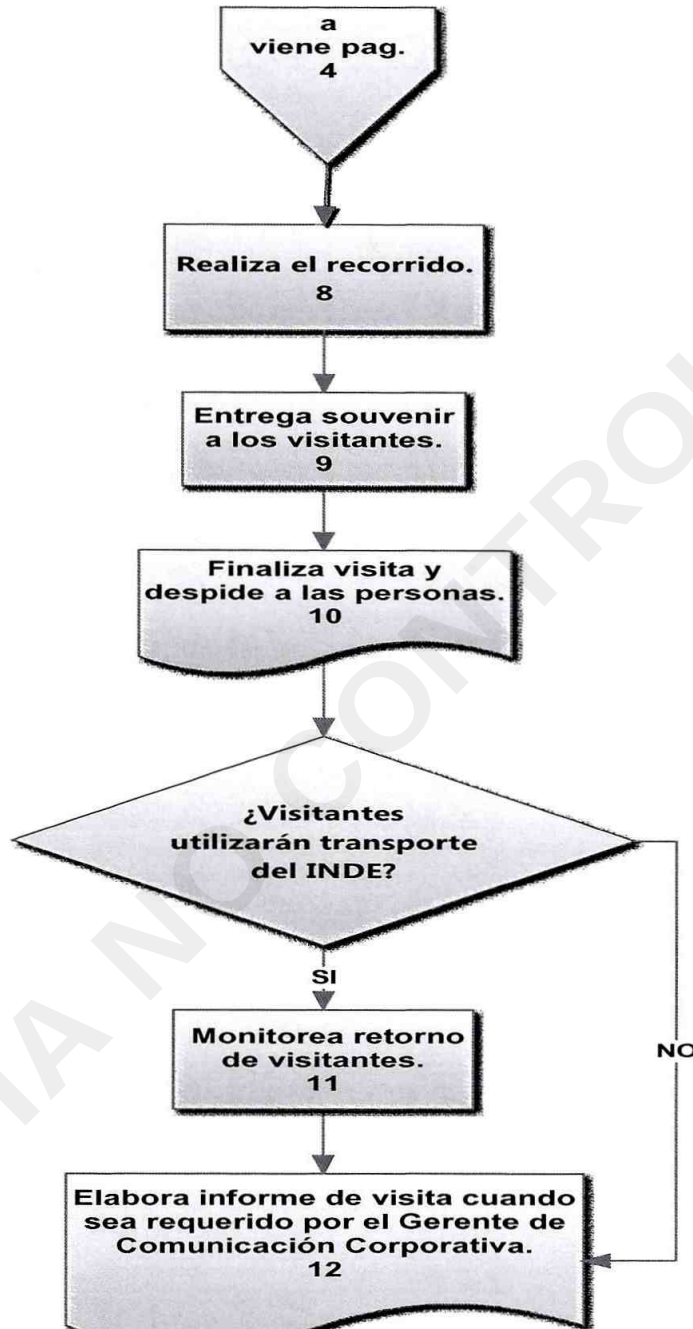 a
viene pag.
4
Realiza el recorrido.
8
Entrega souvenir
a los visitantes.
9
Finaliza visita y
despide a las personas.
10
¿Visitantes
utilizarán transporte
del INDE?
SI
NO
Monitorea retorno
de visitantes.
11
Elabora informe de visita cuando
sea requerido por el Gerente de
Comunicación Corporativa.
12